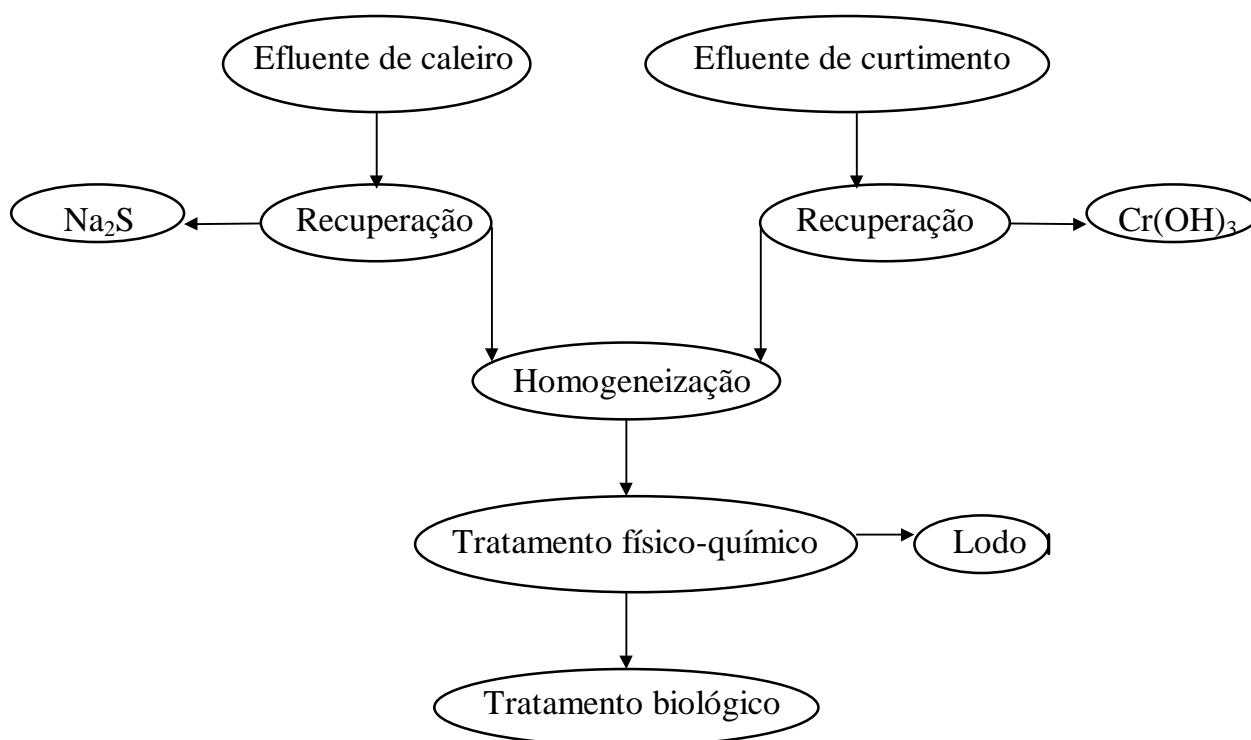 Efluente de caleiro
Efluente de curtimento
Na₂S
Recuperação
Recuperação
Cr(OH)₃
Homogeneização
Tratamento físico-químico
Lodo
Tratamento biológico